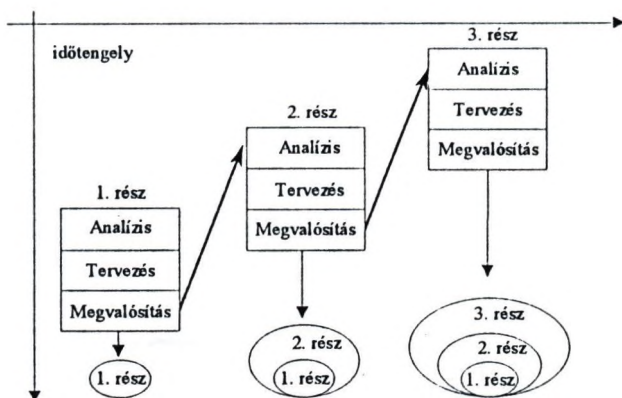 időtengely
1. rész
Analízis
Tervezés
Megvalósítás
1. rész
2. rész
Analízis
Tervezés
Megvalósítás
2. rész
1. rész
3. rész
Analízis
Tervezés
Megvalósítás
3. rész
2. rész
1. rész